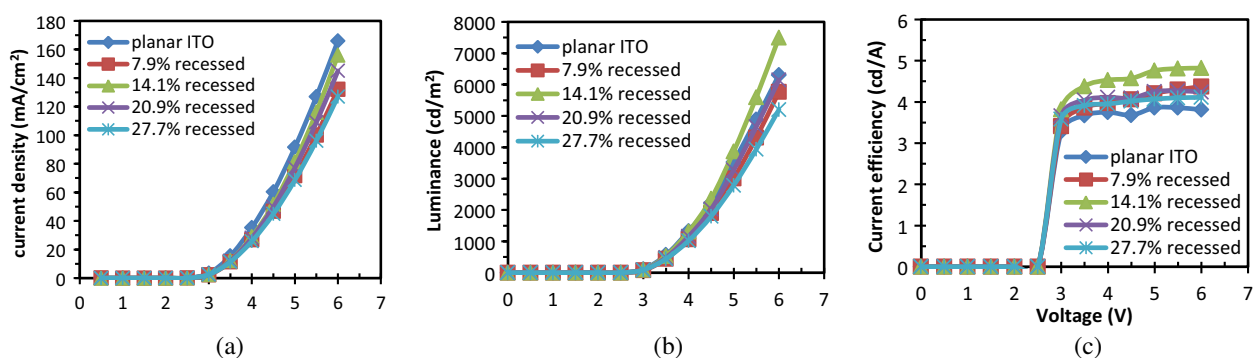 180
160
140
120
100
80
60
40
20
0
current density (mA/cm²)
planar ITO
7.9% recessed
14.1% recessed
20.9% recessed
27.7% recessed
0 1 2 3 4 5 6 7
(a)
8000
7000
6000
5000
4000
3000
2000
1000
0
Luminance (cd/m²)
planar ITO
7.9% recessed
14.1% recessed
20.9% recessed
27.7% recessed
0 1 2 3 4 5 6 7
(b)
6
5
4
3
2
1
0
Current efficiency (cd/A)
planar ITO
7.9% recessed
14.1% recessed
20.9% recessed
27.7% recessed
0 1 2 3 4 5 6 7
Voltage (V)
(c)